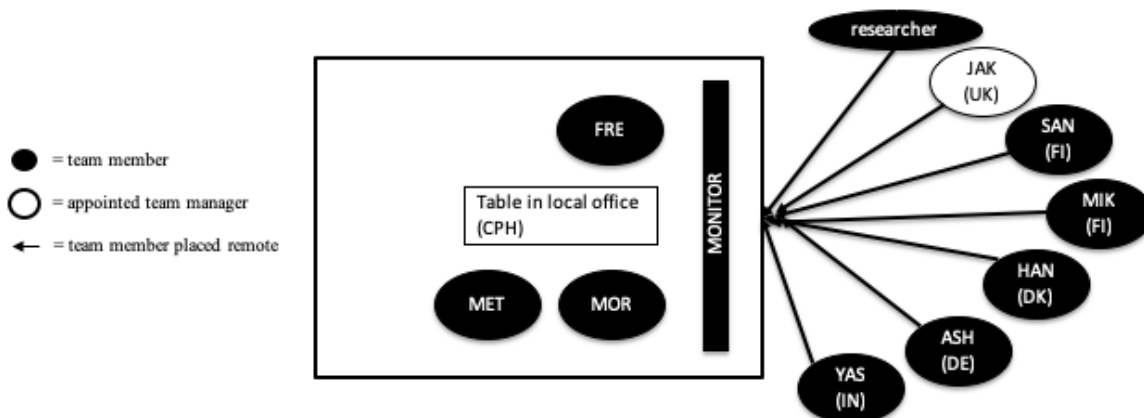 = team member
= appointed team manager
= team member placed remote
FRE
Table in local office
(CPH)
MET
MOR
MONITOR
researcher
JAK
(UK)
SAN
(FI)
MIK
(FI)
HAN
(DK)
ASH
(DE)
YAS
(IN)